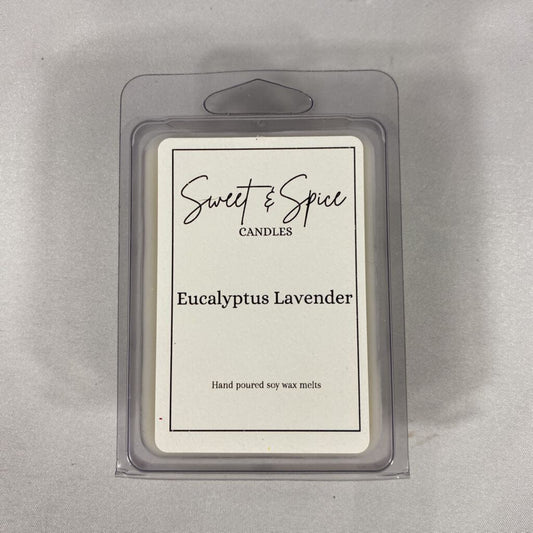 Sweet & Spice
CANDLES
Eucalyptus Lavender
Hand poured soy wax melts